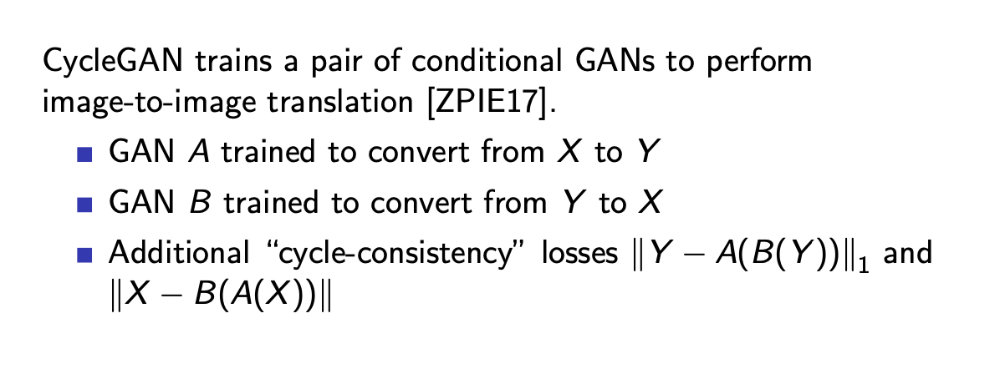 CycleGAN trains a pair of conditional GANs to perform
image-to-image translation [ZPIE17].
GAN A trained to convert from X to Y
GAN B trained to convert from Y to X
Additional “cycle-consistency” losses ‖Y − A(B(Y))‖₁ and
‖X − B(A(X))‖